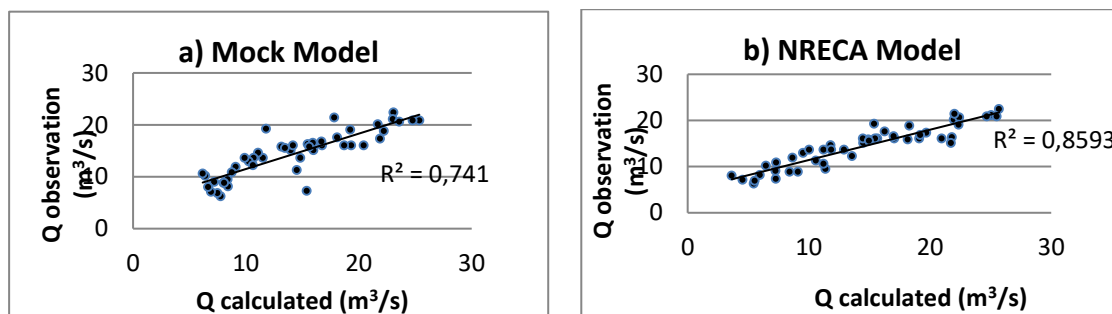 a) Mock Model
30
20
10
0
0
10
20
30
Q observation
(m³/s)
R² = 0,741
Q calculated (m³/s)
b) NRECA Model
30
20
10
0
0
10
20
30
Q observation
(m³/s)
R² = 0,8593
Q calculated (m³/s)